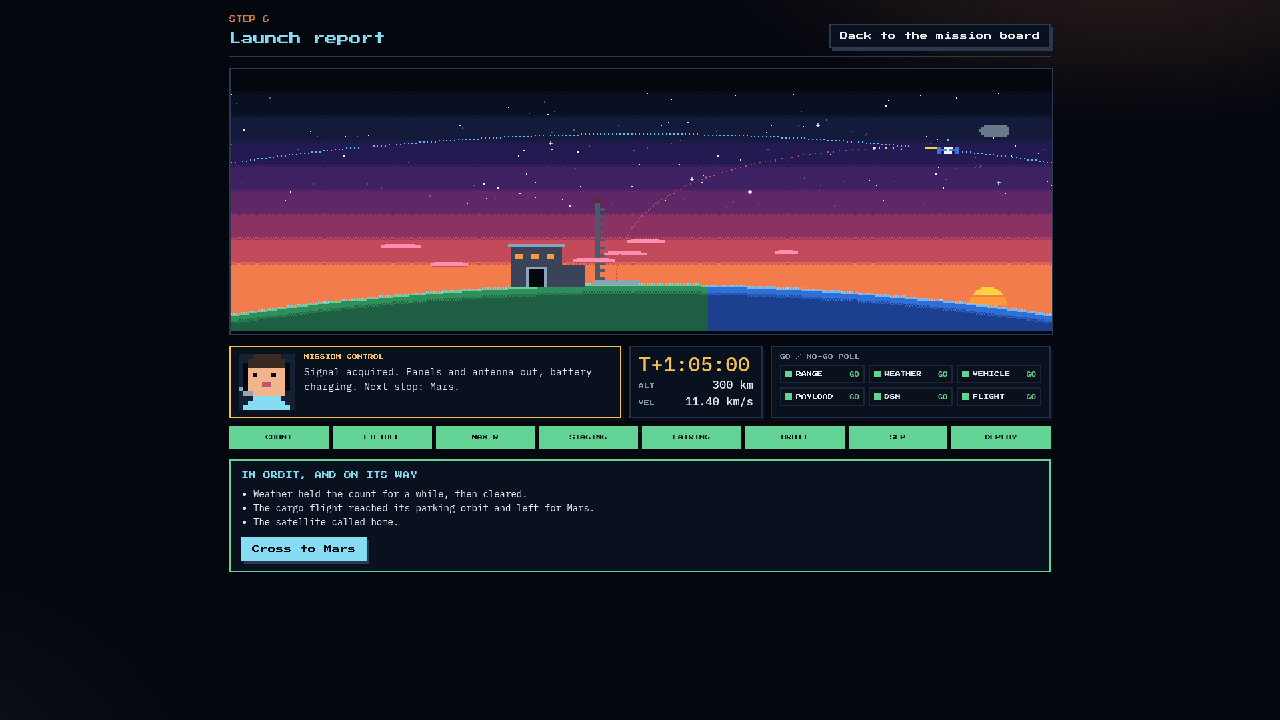 STEP 6
Launch report
Back to the mission board
MISSION CONTROL
Signal acquired. Panels and antenna out, battery
charging. Next stop: Mars.
T+1:05:00
ALT 300 km
VEL 11.40 km/s
GO / NO-GO POLL
RANGE GO
WEATHER GO
VEHICLE GO
PAYLOAD GO
DSN GO
FLIGHT GO
COUNT
LIFTOFF
MAX Q
STAGING
FAIRING
ORBIT
SEP
DEPLOY
IN ORBIT, AND ON ITS WAY
• Weather held the count for a while, then cleared.
• The cargo flight reached its parking orbit and left for Mars.
• The satellite called home.
Cross to Mars